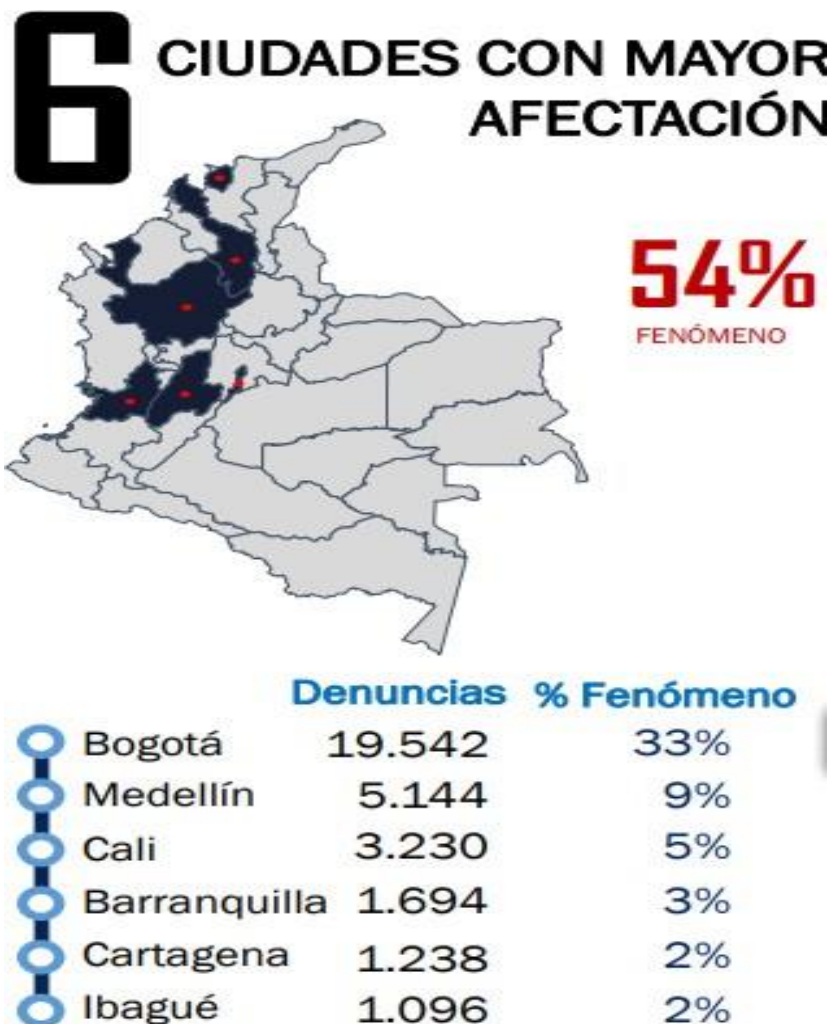 6
CIUDADES CON MAYOR
AFECTACIÓN
54%
FENÓMENO
Denuncias % Fenómeno
Bogotá 19.542 33%
Medellín 5.144 9%
Cali 3.230 5%
Barranquilla 1.694 3%
Cartagena 1.238 2%
Ibagué 1.096 2%